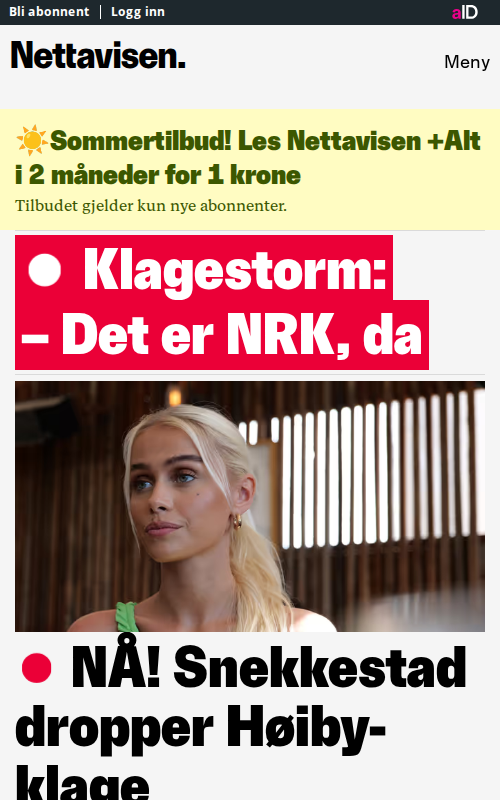 Bli abonnent | Logg inn
aID
Nettavisen.
Meny
☀️Sommertilbud! Les Nettavisen +Alt
i 2 måneder for 1 krone
Tilbudet gjelder kun nye abonnenter.
Klagestorm:
– Det er NRK, da
NÅ! Snekkestad
dropper Høiby-
klage